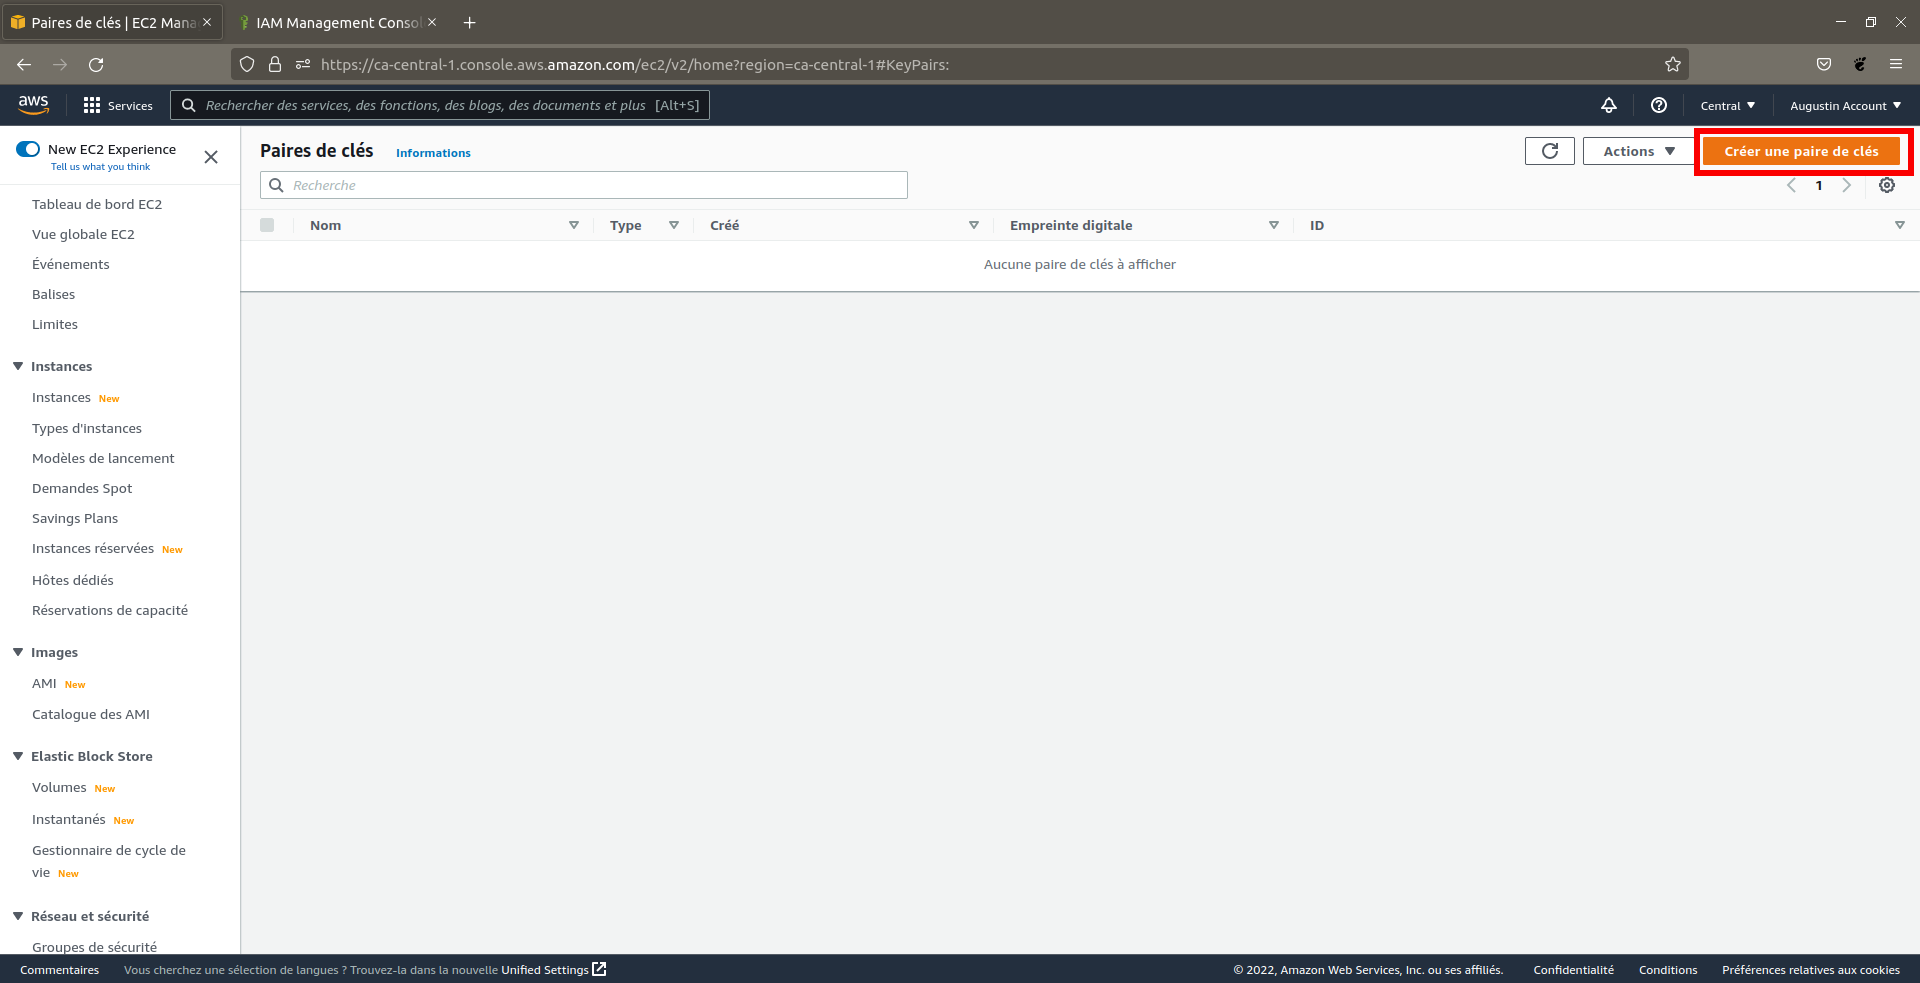 Paires de clés | EC2 Mana
IAM Management Consol
https://ca-central-1.console.aws.amazon.com/ec2/v2/home?region=ca-central-1#KeyPairs:
aws
Services
Rechercher des services, des fonctions, des blogs, des documents et plus [Alt+S]
Central
Augustin Account
New EC2 Experience
Tell us what you think
Tableau de bord EC2
Vue globale EC2
Événements
Balises
Limites
Instances
Instances New
Types d'instances
Modèles de lancement
Demandes Spot
Savings Plans
Instances réservées New
Hôtes dédiés
Réservations de capacité
Images
AMI New
Catalogue des AMI
Elastic Block Store
Volumes New
Instantanés New
Gestionnaire de cycle de
vie New
Réseau et sécurité
Groupes de sécurité
Paires de clés Informations
Actions
Créer une paire de clés
Recherche
1
Nom Type Créé Empreinte digitale ID
Aucune paire de clés à afficher
Commentaires
Vous cherchez une sélection de langues ? Trouvez-la dans la nouvelle Unified Settings
© 2022, Amazon Web Services, Inc. ou ses affiliés.
Confidentialité
Conditions
Préférences relatives aux cookies